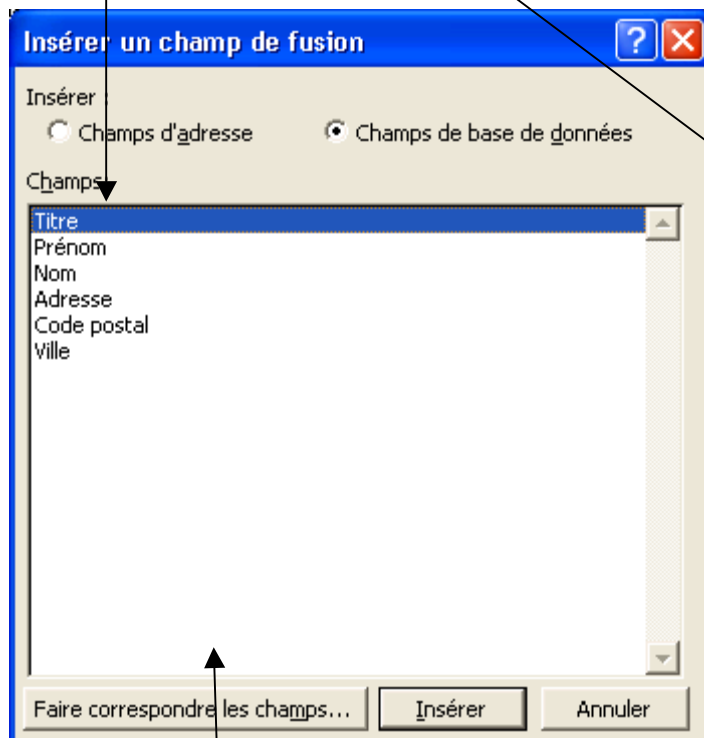 Insérer un champ de fusion
Insérer :
Champs d'adresse Champs de base de données
Champs:
Titre
Prénom
Nom
Adresse
Code postal
Ville
Faire correspondre les champs... Insérer Annuler